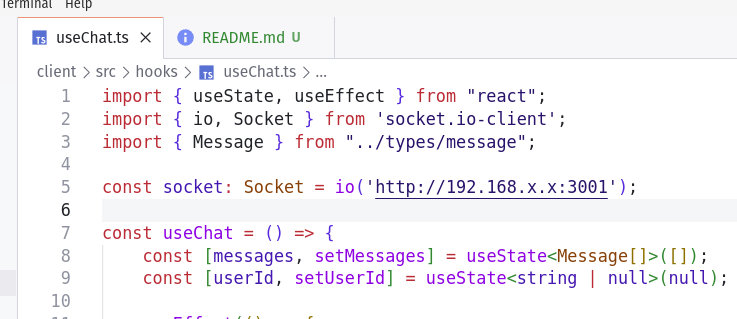 Terminal Help
TS useChat.ts × README.md U
client > src > hooks > TS useChat.ts > ...
1 import { useState, useEffect } from "react";
2 import { io, Socket } from 'socket.io-client';
3 import { Message } from "../types/message";
4
5 const socket: Socket = io('http://192.168.x.x:3001');
6
7 const useChat = () => {
8 const [messages, setMessages] = useState<Message[]>([]);
9 const [userId, setUserId] = useState<string | null>(null);
10